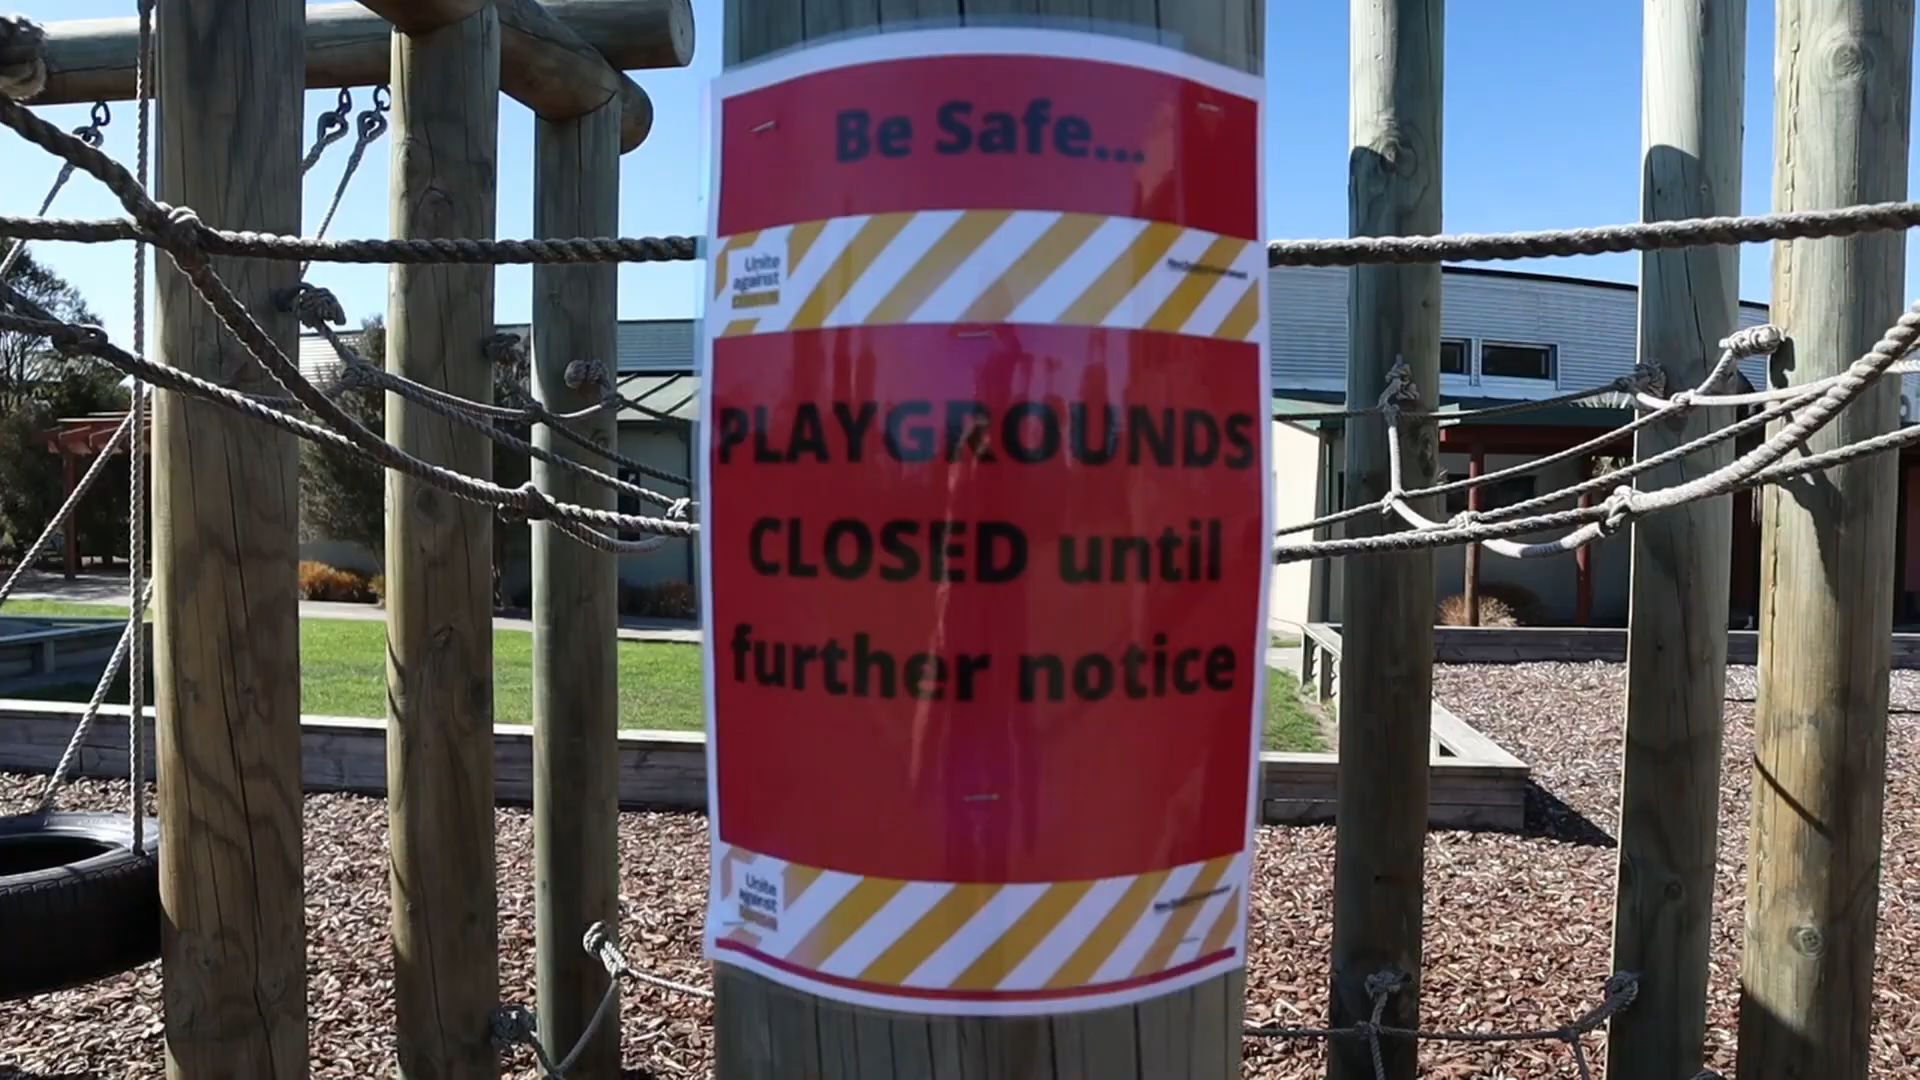 Be Safe...
Unite
against
PLAYGROUNDS
CLOSED until
further notice
Unite
against